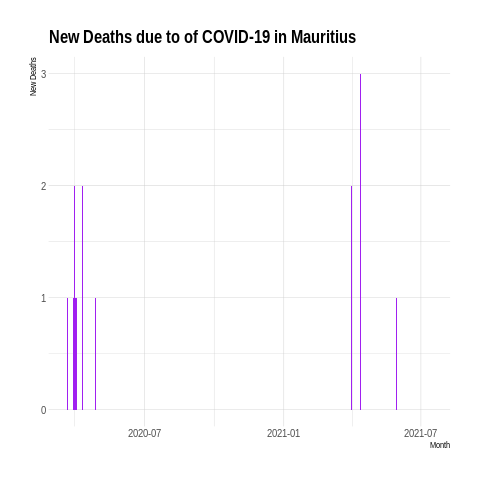 New Deaths due to of COVID-19 in Mauritius
New Deaths
3
2
1
0
2020-07
2021-01
2021-07
Month